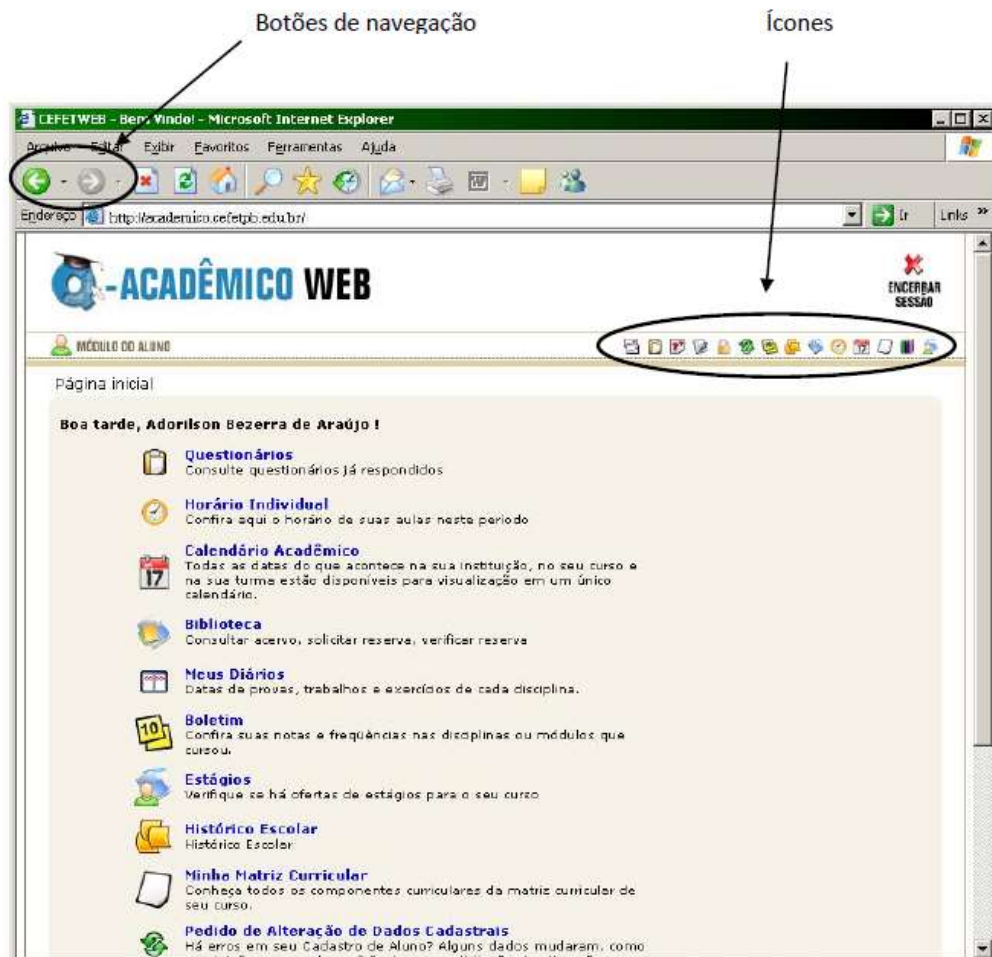 Botões de navegação
Ícones
CEFETWEB - Bem Vindo! - Microsoft Internet Explorer
Arquivo Editar Exibir Favoritos Ferramentas Ajuda
Endereço http://academico.cefetpb.edu.br/ Ir Links »
Q-ACADÊMICO WEB
ENCERRAR
SESSÃO
MÓDULO DO ALUNO
Página inicial
Boa tarde, Adorilson Bezerra de Araújo !
Questionários
Consulte questionários já respondidos
Horário Individual
Confira aqui o horário de suas aulas neste período
Calendário Acadêmico
Todas as datas do que acontece na sua instituição, no seu curso e
na sua turma estão disponíveis para visualização em um único
calendário.
17
Biblioteca
Consultar acervo, solicitar reserva, verificar reserva
Meus Diários
Datas de provas, trabalhos e exercícios de cada disciplina.
10
Boletim
Confira suas notas e freqüências nas disciplinas ou módulos que
cursou.
Estágios
Verifique se há ofertas de estágios para o seu curso
Histórico Escolar
Histórico Escolar
Minha Matriz Curricular
Conheça todos os componentes curriculares da matriz curricular de
seu curso.
Pedido de Alteração de Dados Cadastrais
Há erros em seu Cadastro de Aluno? Alguns dados mudaram, como